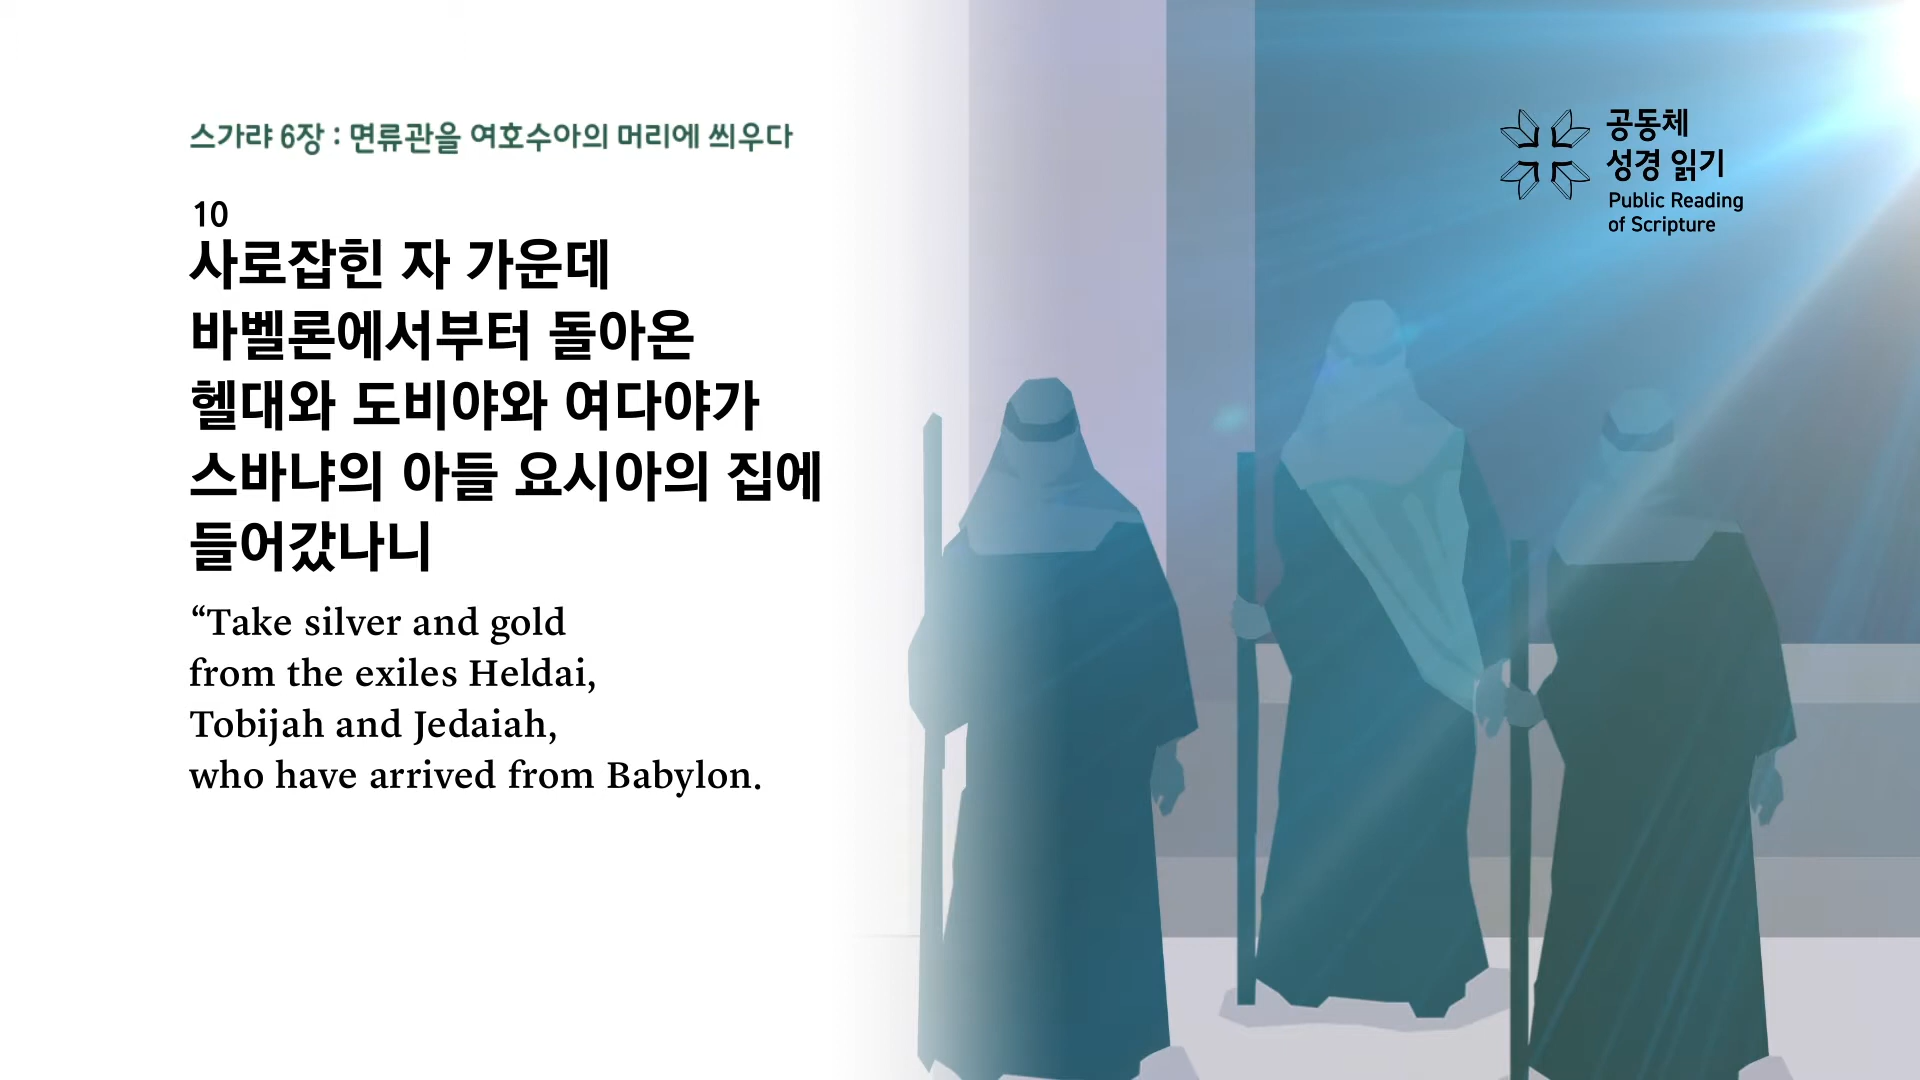 스가랴 6장 : 면류관을 여호수아의 머리에 씌우다
10
사로잡힌 자 가운데
바벨론에서부터 돌아온
헬대와 도비야와 여다야가
스바냐의 아들 요시아의 집에
들어갔나니
“Take silver and gold
from the exiles Heldai,
Tobijah and Jedaiah,
who have arrived from Babylon.
공동체
성경 읽기
Public Reading
of Scripture